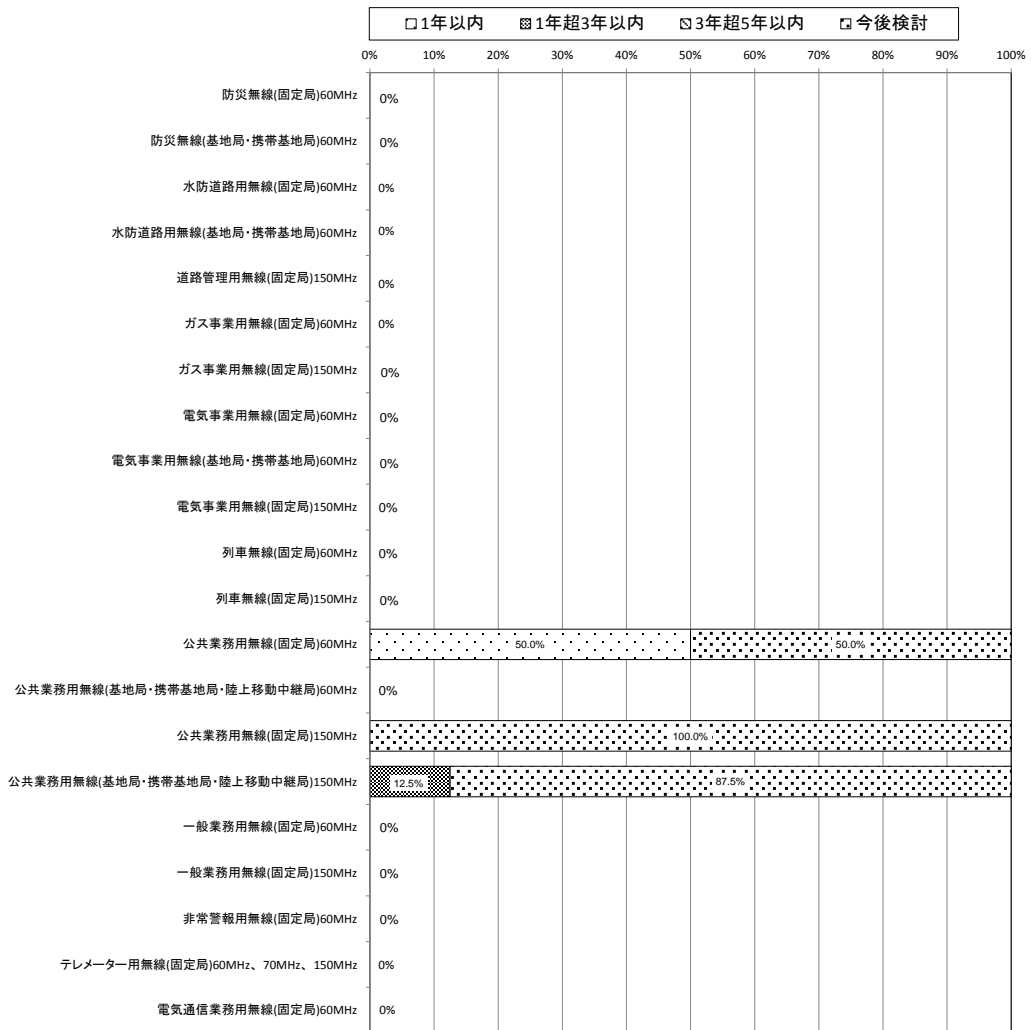 1年以内 1年超3年以内 3年超5年以内 今後検討
0% 10% 20% 30% 40% 50% 60% 70% 80% 90% 100%
防災無線(固定局)60MHz 0%
防災無線(基地局・携帯基地局)60MHz 0%
水防道路用無線(固定局)60MHz 0%
水防道路用無線(基地局・携帯基地局)60MHz 0%
道路管理用無線(固定局)150MHz 0%
ガス事業用無線(固定局)60MHz 0%
ガス事業用無線(固定局)150MHz 0%
電気事業用無線(固定局)60MHz 0%
電気事業用無線(基地局・携帯基地局)60MHz 0%
電気事業用無線(固定局)150MHz 0%
列車無線(固定局)60MHz 0%
列車無線(固定局)150MHz 0%
公共業務用無線(固定局)60MHz 50.0% 50.0%
公共業務用無線(基地局・携帯基地局・陸上移動中継局)60MHz 0%
公共業務用無線(固定局)150MHz 100.0%
公共業務用無線(基地局・携帯基地局・陸上移動中継局)150MHz 12.5% 87.5%
一般業務用無線(固定局)60MHz 0%
一般業務用無線(固定局)150MHz 0%
非常警報用無線(固定局)60MHz 0%
テレメーター用無線(固定局)60MHz、70MHz、150MHz 0%
電気通信業務用無線(固定局)60MHz 0%